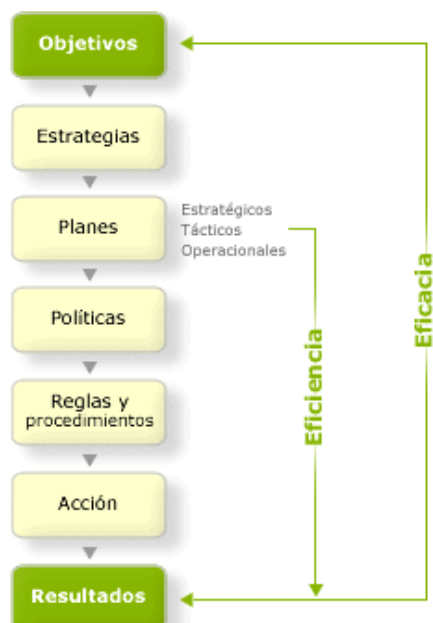 Objetivos
Estrategias
Planes
Estratégicos
Tácticos
Operacionales
Políticas
Reglas y
procedimientos
Acción
Resultados
Eficiencia
Eficacia